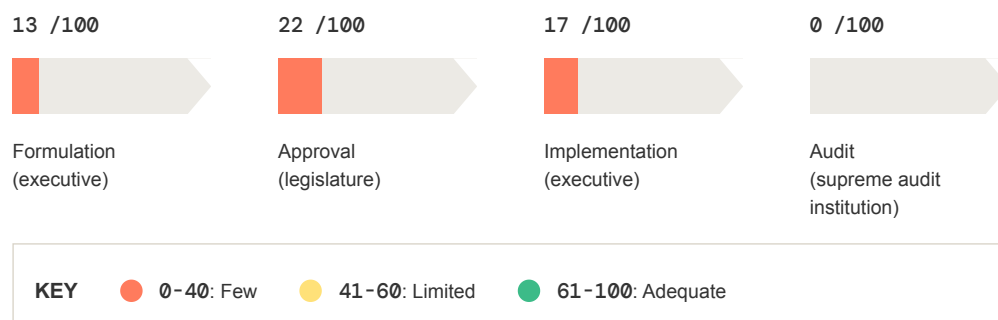 13 /100
22 /100
17 /100
0 /100
Formulation
(executive)
Approval
(legislature)
Implementation
(executive)
Audit
(supreme audit
institution)
KEY
0-40: Few
41-60: Limited
61-100: Adequate